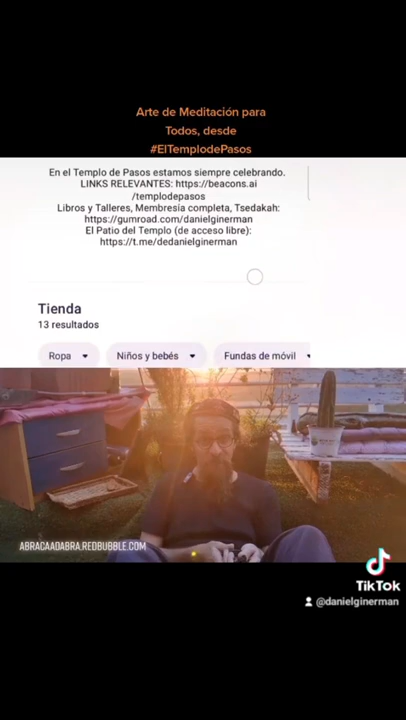 Arte de Meditación para
Todos, desde
#ElTemplodePasos
En el Templo de Pasos estamos siempre celebrando.
LINKS RELEVANTES: https://beacons.ai
/templodepasos
Libros y Talleres, Membresía completa, Tsedakah:
https://gumroad.com/danielginerman
El Patio del Templo (de acceso libre):
https://t.me/dedanielginerman
Tienda
13 resultados
Ropa
Niños y bebés
Fundas de móvil
ABRACAADABRA.REDBUBBLE.COM
TikTok
@danielginerman